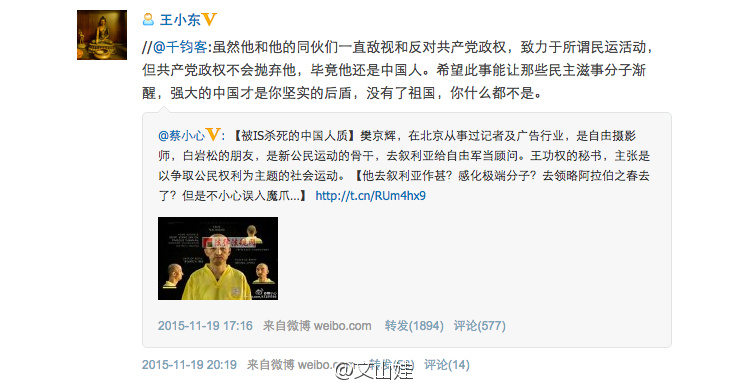 王小东
//@千钧客:虽然他和他的同伙们一直敌视和反对共产党政权，致力于所谓民运活动，
但共产党政权不会抛弃他，毕竟他还是中国人。希望此事能让那些民主滋事分子渐
醒，强大的中国才是你坚实的后盾，没有了祖国，你什么都不是。
@蔡小心：【被IS杀死的中国人质】樊京辉，在北京从事过记者及广告行业，是自由摄影
师，白岩松的朋友，是新公民运动的骨干，去叙利亚给自由军当顾问。王功权的秘书，主张是
以争取公民权利为主题的社会运动。【他去叙利亚作甚？感化极端分子？去领略阿拉伯之春去
了？但是不小心误入魔爪...】 http://t.cn/RUm4hx9
2015-11-19 17:16 来自微博 weibo.com 转发(1894) 评论(577)
2015-11-19 20:19 来自微博 weibo.com 评论(14)
@文山娃